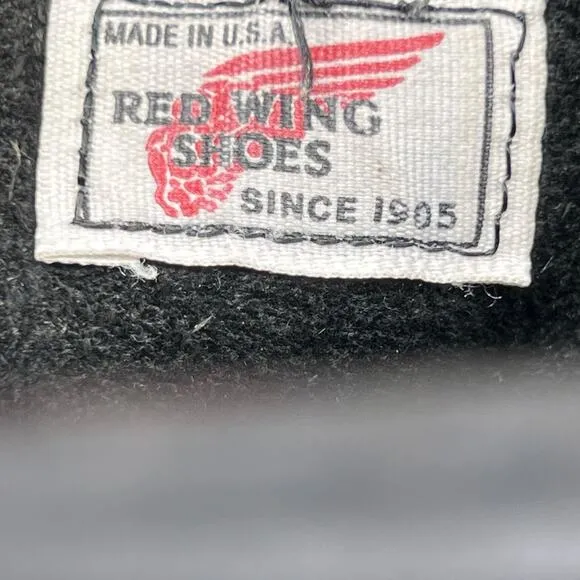 MADE IN U.S.A.
RED WING
SHOES
SINCE 1905